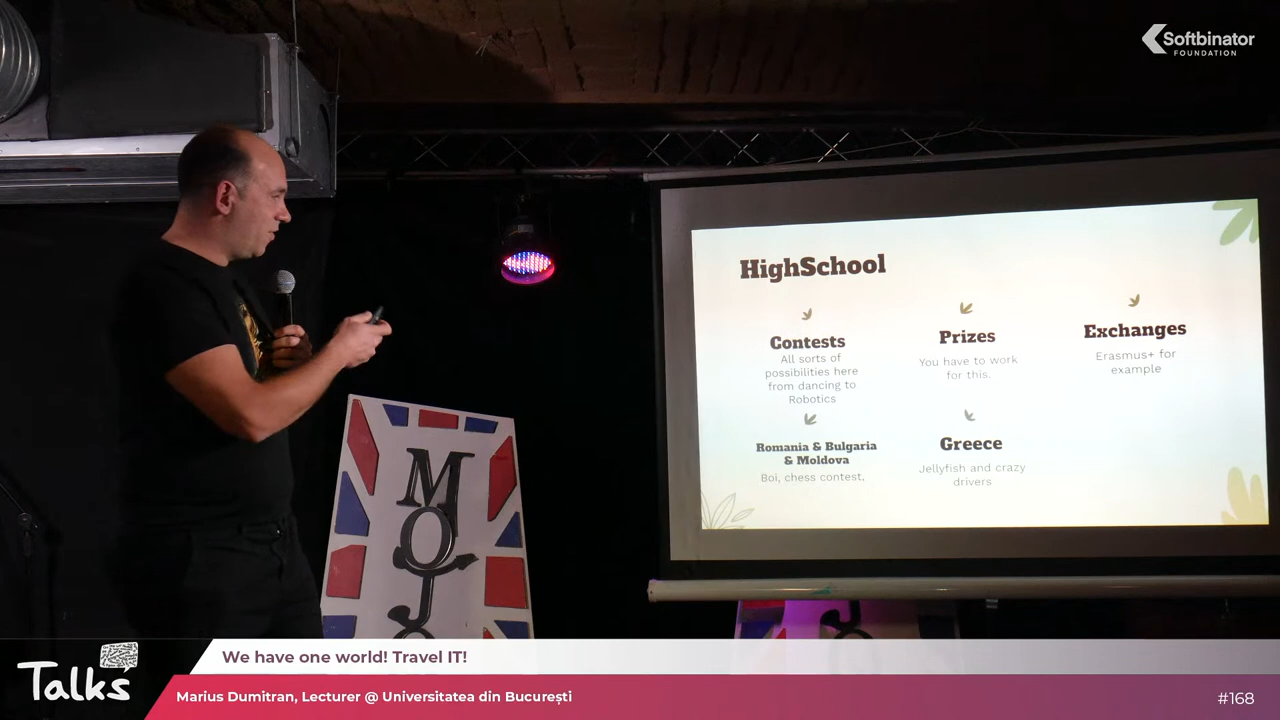 Softbinator
FOUNDATION
HighSchool
Contests
All sorts of
possibilities here
from dancing to
Robotics
Prizes
You have to work
for this.
Exchanges
Erasmus+ for
example
Romania & Bulgaria
& Moldova
Boi, chess contest,
Greece
Jellyfish and crazy
drivers
MOJO
Talks
We have one world! Travel IT!
Marius Dumitran, Lecturer @ Universitatea din București
#168